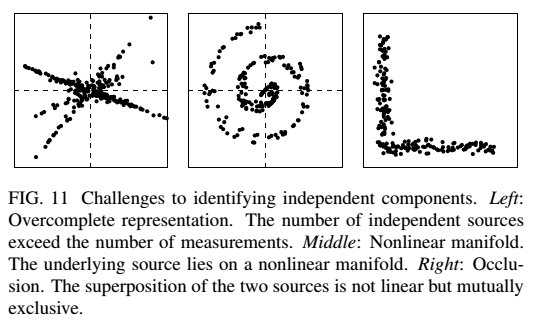 FIG. 11 Challenges to identifying independent components. Left:
Overcomplete representation. The number of independent sources
exceed the number of measurements. Middle: Nonlinear manifold.
The underlying source lies on a nonlinear manifold. Right: Occlu-
sion. The superposition of the two sources is not linear but mutually
exclusive.